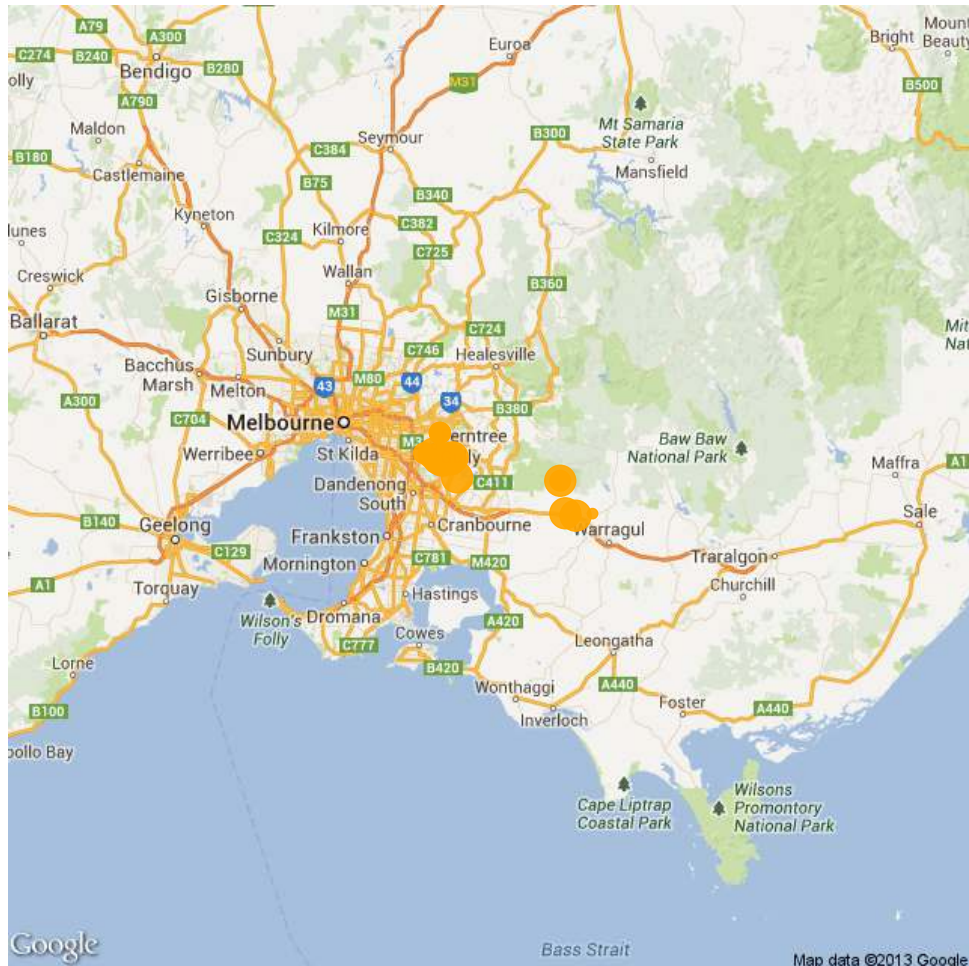 A79
A300
C274
B240
Bendigo
B280
olly
A790
Euroa
M31
Bright
Mount
Beauty
B500
Maldon
B180
Castlemaine
Seymour
C384
B75
B300
Mt Samaria
State Park
Mansfield
B340
Kyneton
Kilmore
C382
C324
C725
unes
Creswick
Wallan
B360
Gisborne
M31
Ballarat
Sunbury
C724
C746
Healesville
Bacchus
Marsh
Melton
43
M80
44
34
B380
A300
C704
Melbourne
Werribee
St Kilda
M3
erntree
lly
Baw Baw
National Park
Maffra
A1
Dandenong
South
C411
Sale
B140
Geelong
Cranbourne
Warragul
Frankston
C129
C781
M420
Traralgon
Mornington
Churchill
A1
Torquay
Hastings
Wilson's
Folly
Dromana
A420
Cowes
C777
B420
Leongatha
Lorne
Wonthaggi
A440
Foster
A440
B100
Inverloch
ollo Bay
Cape Liptrap
Coastal Park
Wilsons
Promontory
National Park
Google
Bass Strait
Map data ©2013 Google